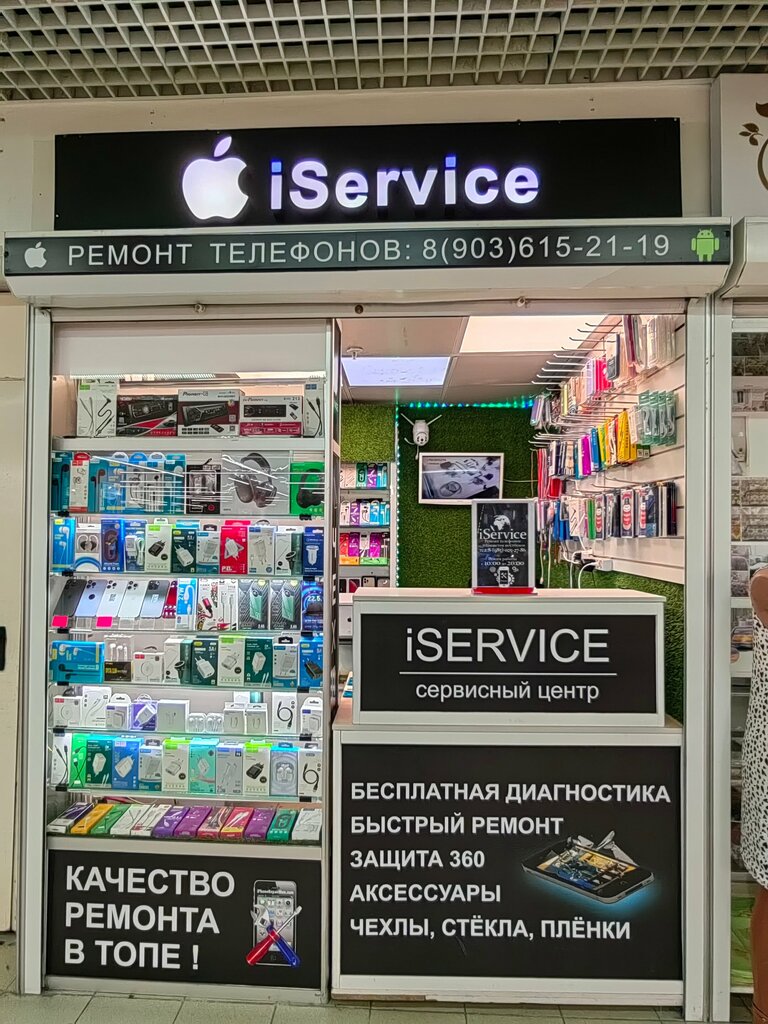 iService
РЕМОНТ ТЕЛЕФОНОВ: 8(903)615-21-19
iService
iSERVICE
сервисный центр
БЕСПЛАТНАЯ ДИАГНОСТИКА
БЫСТРЫЙ РЕМОНТ
ЗАЩИТА 360
АКСЕССУАРЫ
ЧЕХЛЫ, СТЁКЛА, ПЛЁНКИ
КАЧЕСТВО
РЕМОНТА
В ТОПЕ !